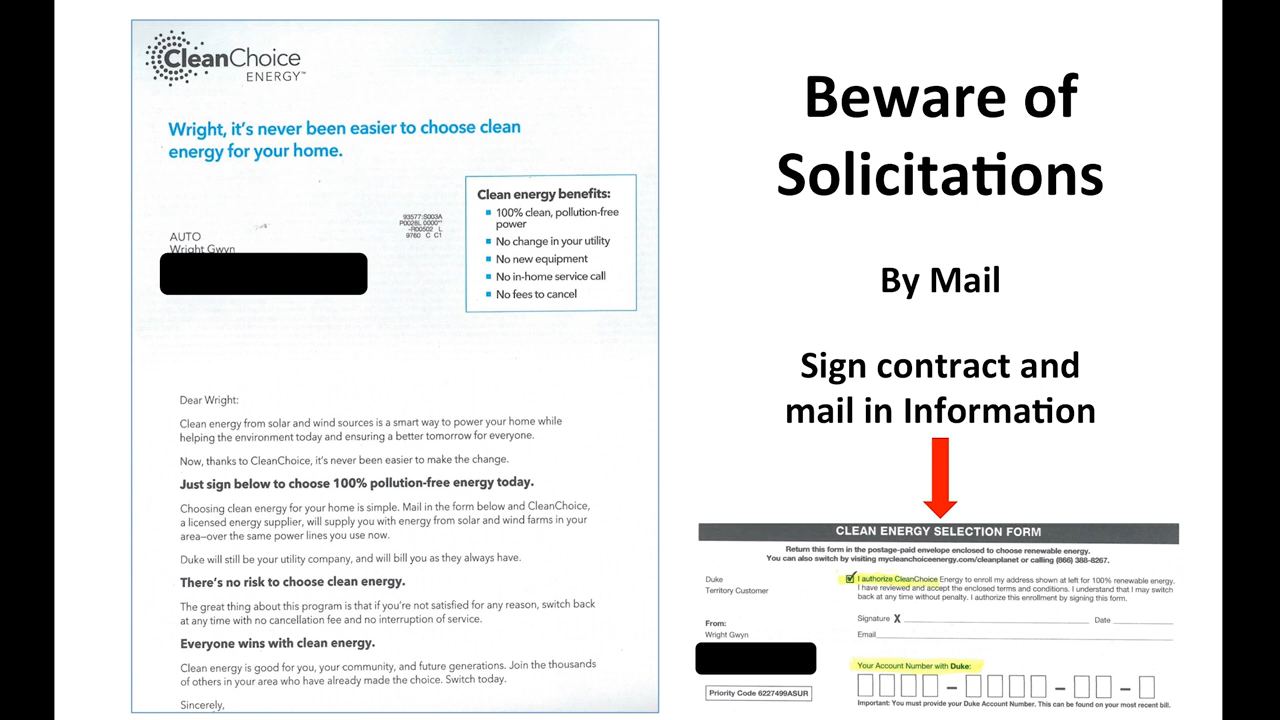 CleanChoice
ENERGY™
Wright, it's never been easier to choose clean
energy for your home.
Clean energy benefits:
100% clean, pollution-free
power
No change in your utility
No new equipment
No in-home service call
No fees to cancel
93577:S003A
9760 C C1
AUTO
Wright Gwyn
Dear Wright:
Clean energy from solar and wind sources is a smart way to power your home while
helping the environment today and ensuring a better tomorrow for everyone.
Now, thanks to CleanChoice, it's never been easier to make the change.
Just sign below to choose 100% pollution-free energy today.
Choosing clean energy for your home is simple. Mail in the form below and CleanChoice,
a licensed energy supplier, will supply you with energy from solar and wind farms in your
area—over the same power lines you use now.
Duke will still be your utility company, and will bill you as they always have.
There's no risk to choose clean energy.
The great thing about this program is that if you're not satisfied for any reason, switch back
at any time with no cancellation fee and no interruption of service.
Everyone wins with clean energy.
Clean energy is good for you, your community, and future generations. Join the thousands
of others in your area who have already made the choice. Switch today.
Sincerely,
Beware of
Solicitations
By Mail
Sign contract and
mail in Information
CLEAN ENERGY SELECTION FORM
Return this form in the postage-paid envelope enclosed to choose renewable energy.
You can also switch by visiting mycleanchoiceenergy.com/cleanplanet or calling (866) 388-8267.
Duke
Territory Customer
I authorize CleanChoice Energy to enroll my address shown at left for 100% renewable energy.
I have reviewed and accept the enclosed terms and conditions. I understand that I may switch
back at any time without penalty. I authorize this enrollment by signing this form.
Signature X Date
Email
From:
Wright Gwyn
Your Account Number with Duke:
Priority Code 6227499ASUR
Important: You must provide your Duke Account Number. This can be found on your most recent bill.